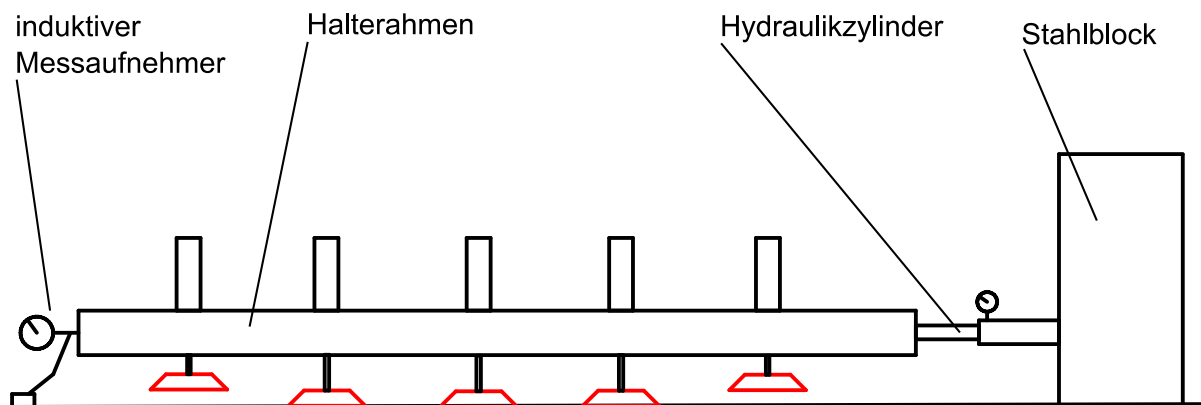 induktiver
Messaufnehmer
Halterahmen
Hydraulikzylinder
Stahlblock